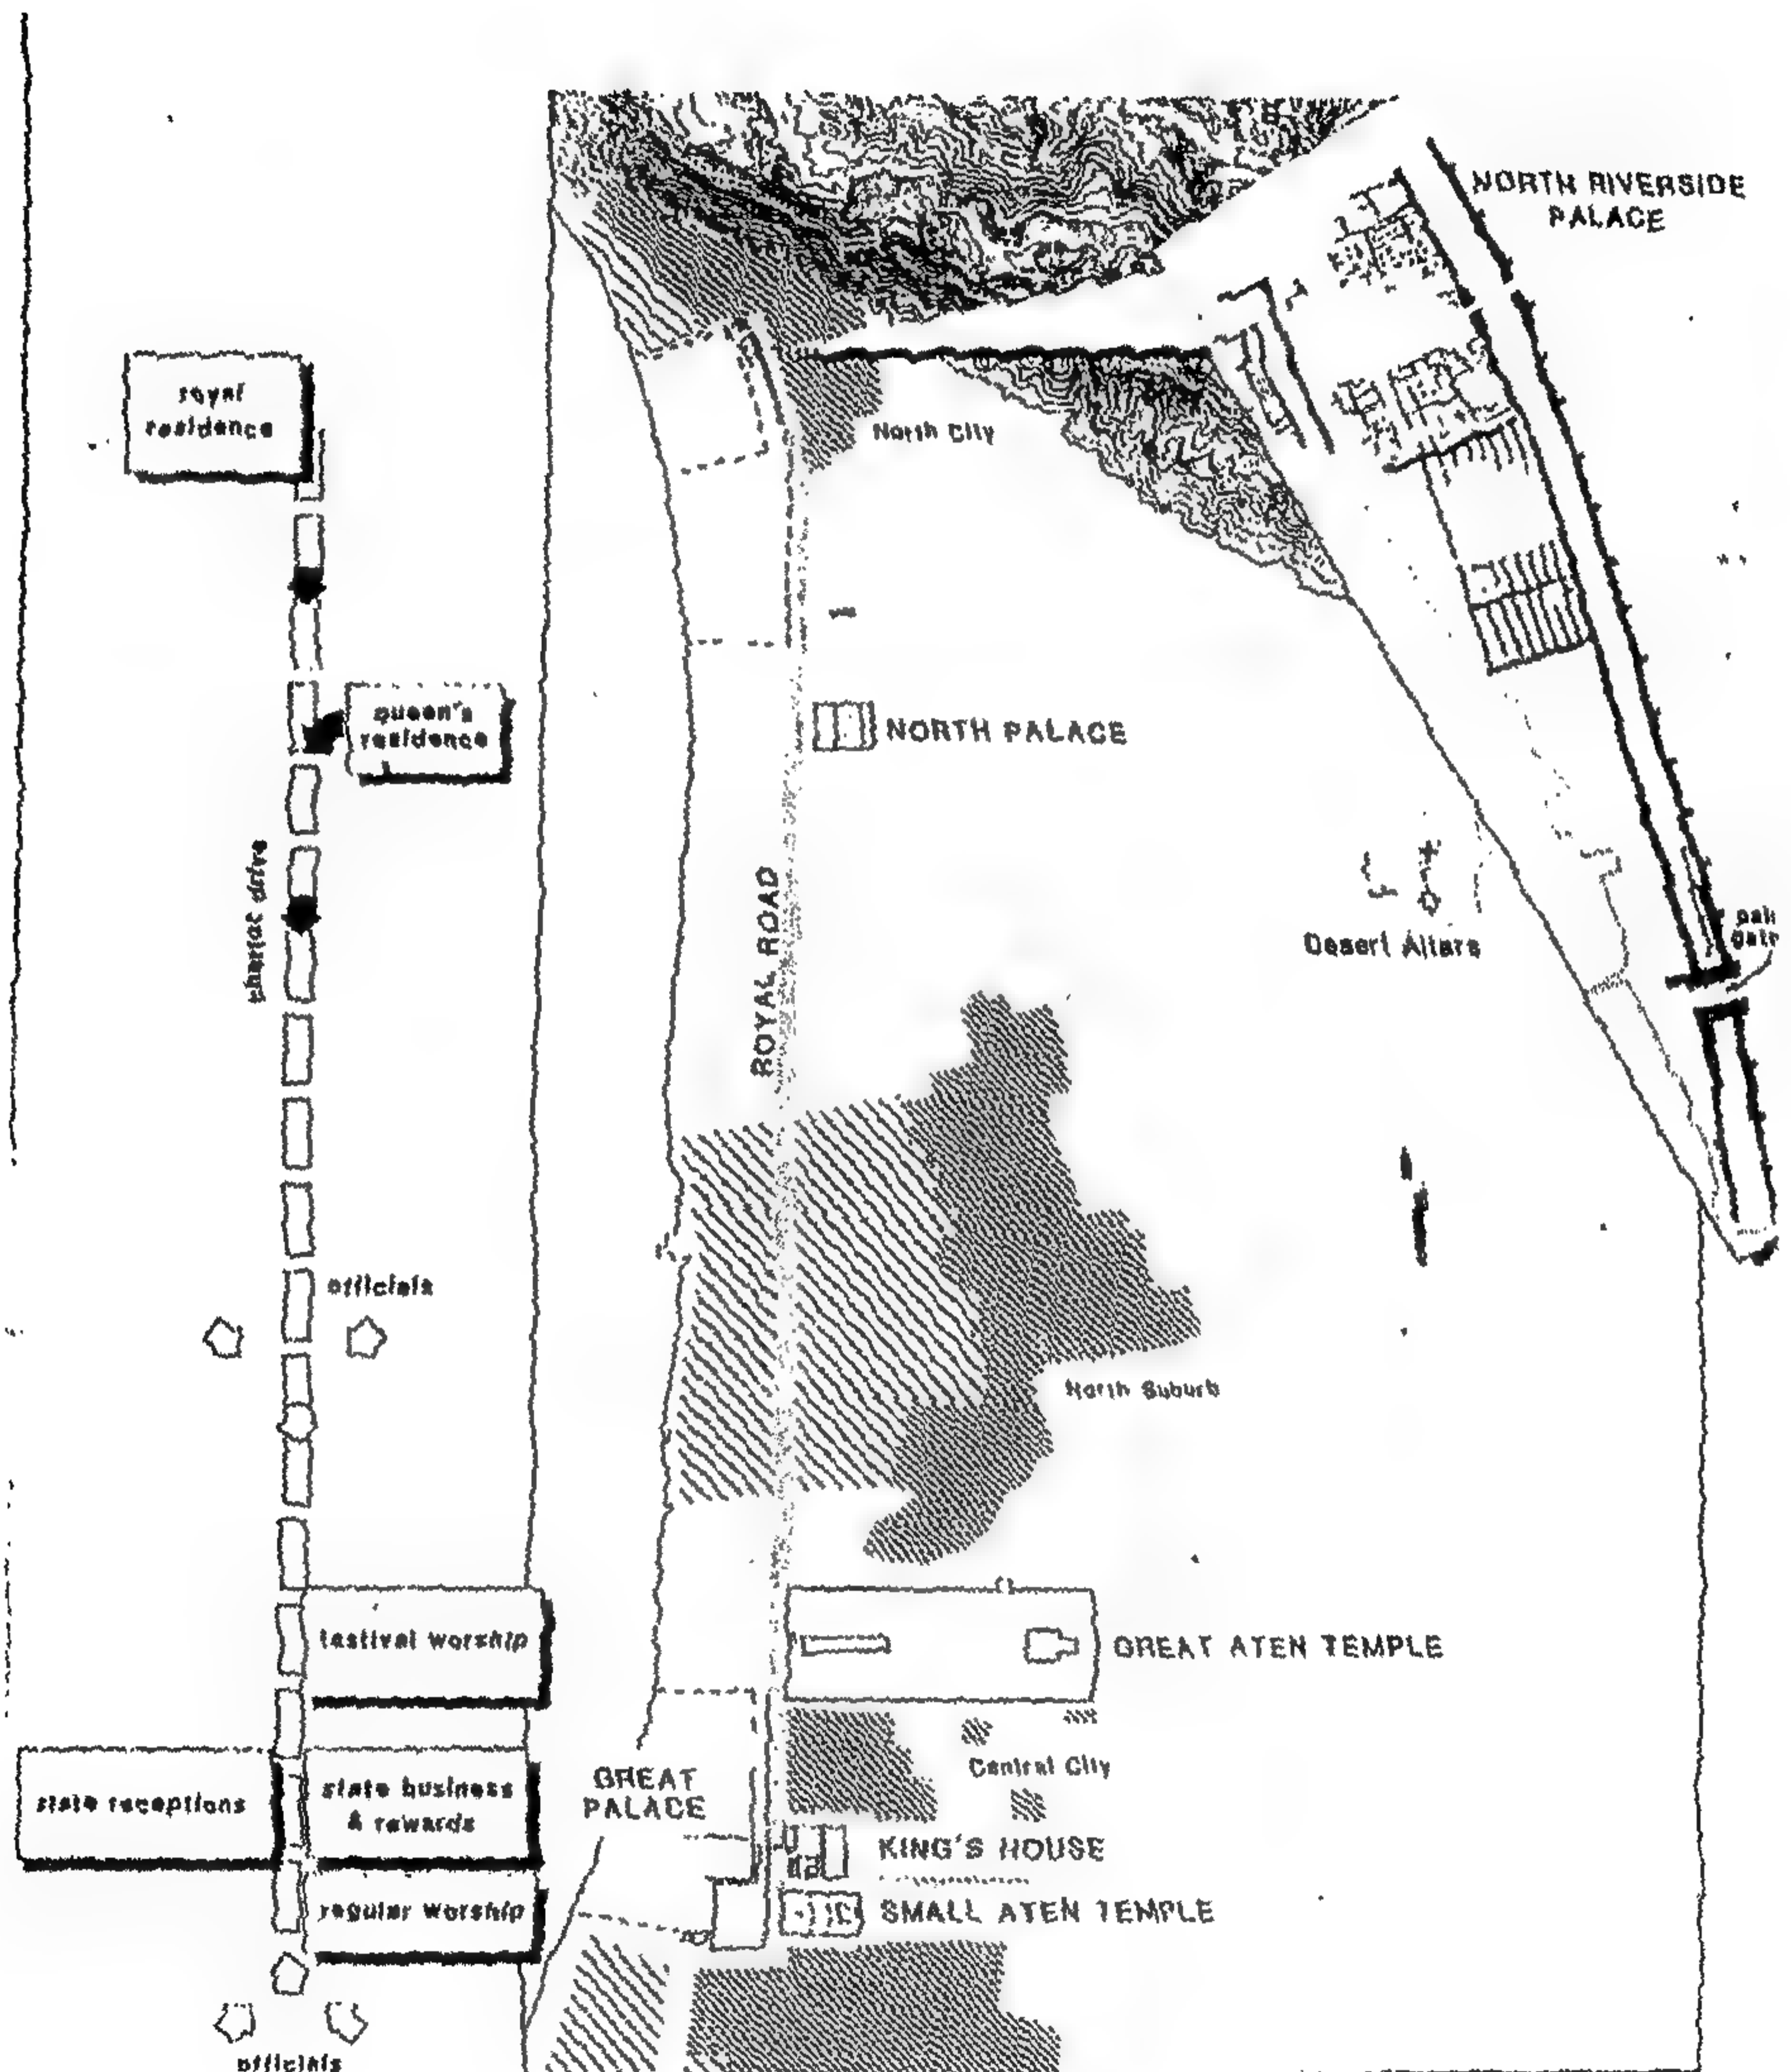 NORTH RIVERSIDE
PALACE
royal
residence
North City
queen's
residence
NORTH PALACE
chariot drive
ROYAL ROAD
Desert Altars
officials
North Suburb
festival worship
GREAT ATEN TEMPLE
Central City
state receptions
state business
& rewards
GREAT
PALACE
KING'S HOUSE
regular worship
SMALL ATEN TEMPLE
officials